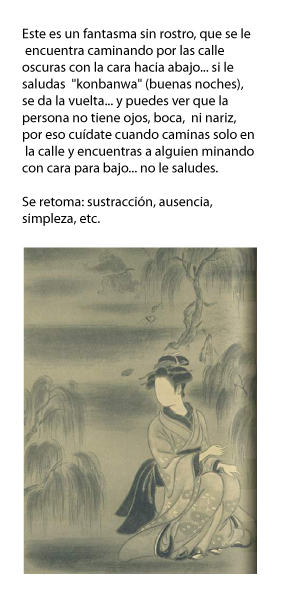 Este es un fantasma sin rostro, que se le
encuentra caminando por las calle
oscuras con la cara hacia abajo... si le
saludas "konbanwa" (buenas noches),
se da la vuelta... y puedes ver que la
persona no tiene ojos, boca, ni nariz,
por eso cuídate cuando caminas solo en
la calle y encuentras a alguien minando
con cara para bajo... no le saludes.
Se retoma: sustracción, ausencia,
simpleza, etc.